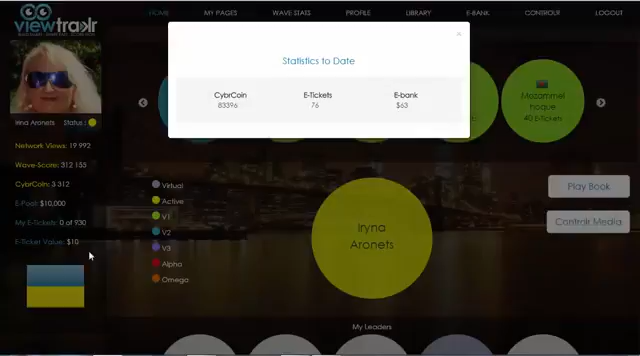 viewtrakr
HOME
MY PAGES
WAVE STATS
PROFILE
LIBRARY
E-BANK
CONTROLR
LOGOUT
×
Statistics to Date
CybrCoin
E-Tickets
E-bank
83396
76
$63
Mozammel
hoque
40 E-Tickets
Irina Aronets Status :
Network Views: 19 992
Wave-Score: 312 153
CybrCoin: 3 312
E-Pool: $10,000
My E-Tickets: 0 of 930
E-Ticket Value: $10
Virtual
Active
V1
V2
V3
Alpha
Omega
Iryna
Aronets
Play Book
Controlr Media
My Leaders